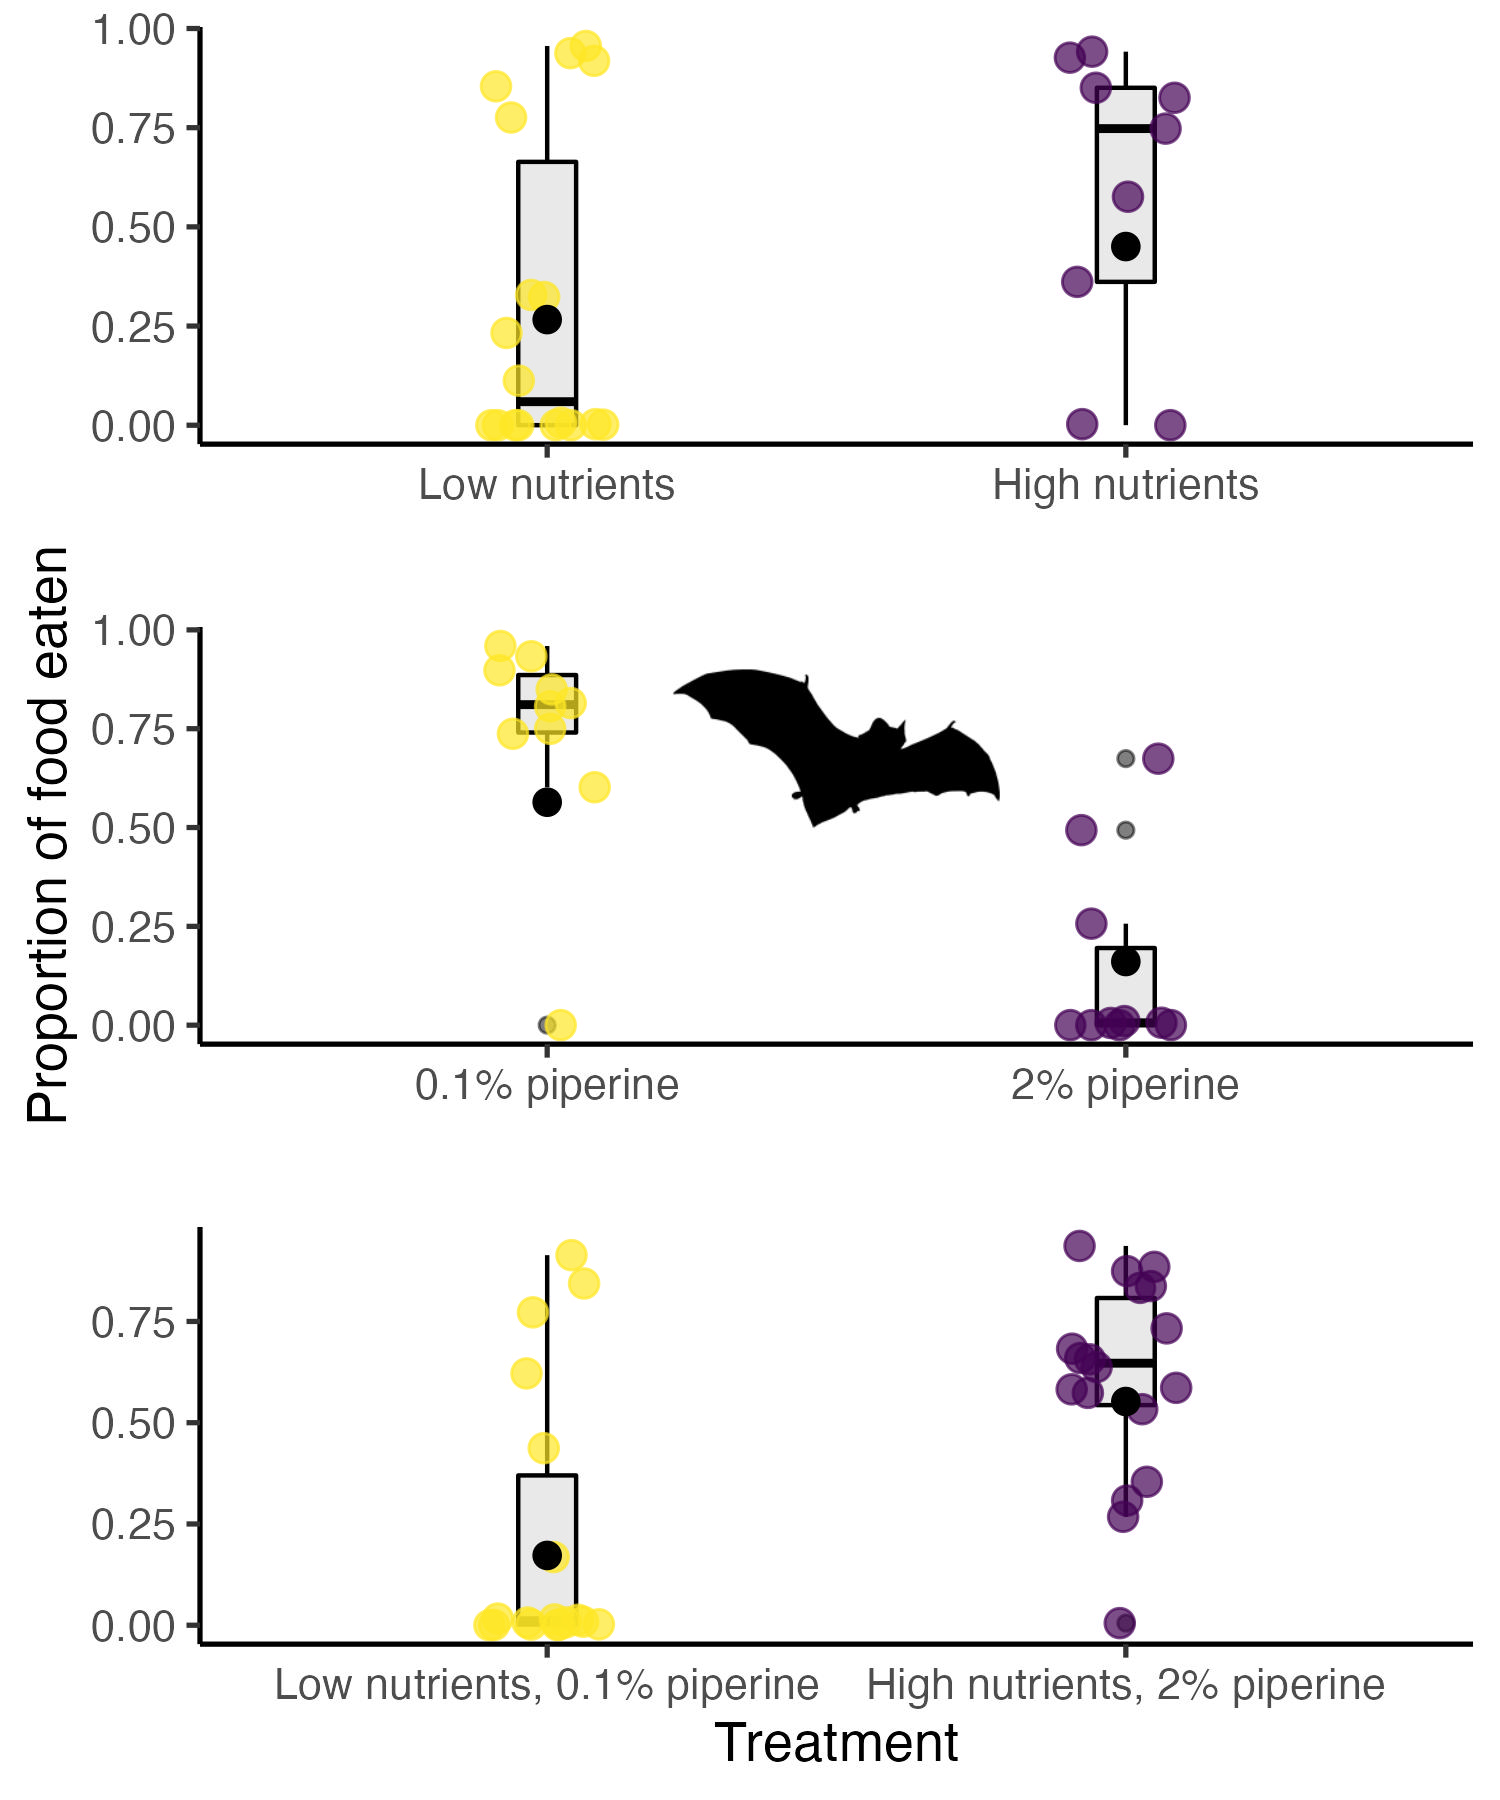 Proportion of food eaten
1.00
0.75
0.50
0.25
0.00
Low nutrients
High nutrients
1.00
0.75
0.50
0.25
0.00
0.1% piperine
2% piperine
0.75
0.50
0.25
0.00
Low nutrients, 0.1% piperine
High nutrients, 2% piperine
Treatment